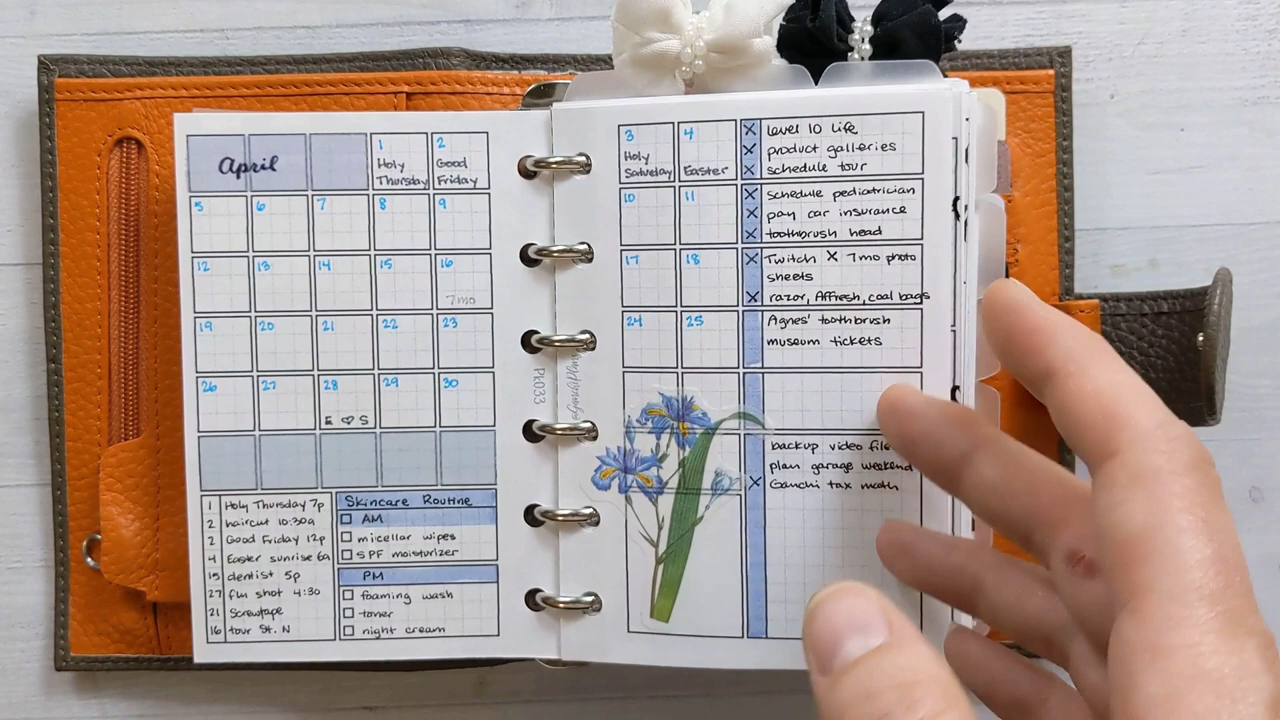 April
1
Holy
Thursday
2
Good
Friday
5
6
7
8
9
12
13
14
15
16
7mo
19
20
21
22
23
26
27
28
E ♡ S
29
30
1 Holy Thursday 7p
2 haircut 10:30a
2 Good Friday 12p
4 Easter sunrise 6a
15 dentist 5p
27 flu shot 4:30
21 Screwtape
16 tour St. N
Skincare Routine
AM
micellar wipes
SPF moisturizer
PM
foaming wash
toner
night cream
PK033
3
Holy
Saturday
4
Easter
X level 10 life
X product galleries
X schedule tour
10
11
X schedule pediatrician
X pay car insurance
X toothbrush head
17
18
X Twitch X 7mo photo
sheets
X razor, Affresh, coal bags
24
25
Agnes' toothbrush
museum tickets
backup video
plan garage weekend
X tax math